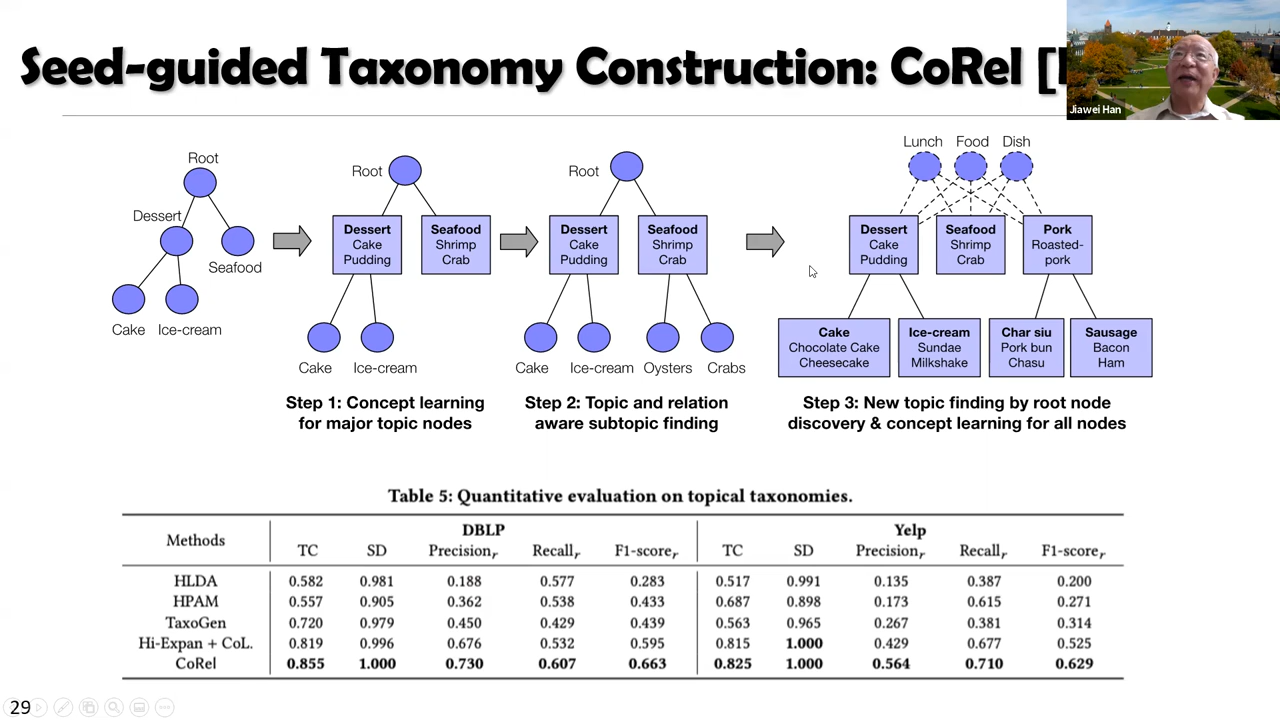 Seed-guided Taxonomy Construction: CoRel [
Jiawei Han
Root
Dessert
Seafood
Cake
Ice-cream
Root
Dessert
Cake
Pudding
Seafood
Shrimp
Crab
Cake
Ice-cream
Step 1: Concept learning
for major topic nodes
Root
Dessert
Cake
Pudding
Seafood
Shrimp
Crab
Cake
Ice-cream
Oysters
Crabs
Step 2: Topic and relation
aware subtopic finding
Lunch
Food
Dish
Dessert
Cake
Pudding
Seafood
Shrimp
Crab
Pork
Roasted-
pork
Cake
Chocolate Cake
Cheesecake
Ice-cream
Sundae
Milkshake
Char siu
Pork bun
Chasu
Sausage
Bacon
Ham
Step 3: New topic finding by root node
discovery & concept learning for all nodes
Table 5: Quantitative evaluation on topical taxonomies.
Methods DBLP Yelp
TC SD Precisionr Recallr F1-scorer TC SD Precisionr Recallr F1-scorer
HLDA 0.582 0.981 0.188 0.577 0.283 0.517 0.991 0.135 0.387 0.200
HPAM 0.557 0.905 0.362 0.538 0.433 0.687 0.898 0.173 0.615 0.271
TaxoGen 0.720 0.979 0.450 0.429 0.439 0.563 0.965 0.267 0.381 0.314
Hi-Expan + CoL. 0.819 0.996 0.676 0.532 0.595 0.815 1.000 0.429 0.677 0.525
CoRel 0.855 1.000 0.730 0.607 0.663 0.825 1.000 0.564 0.710 0.629
29